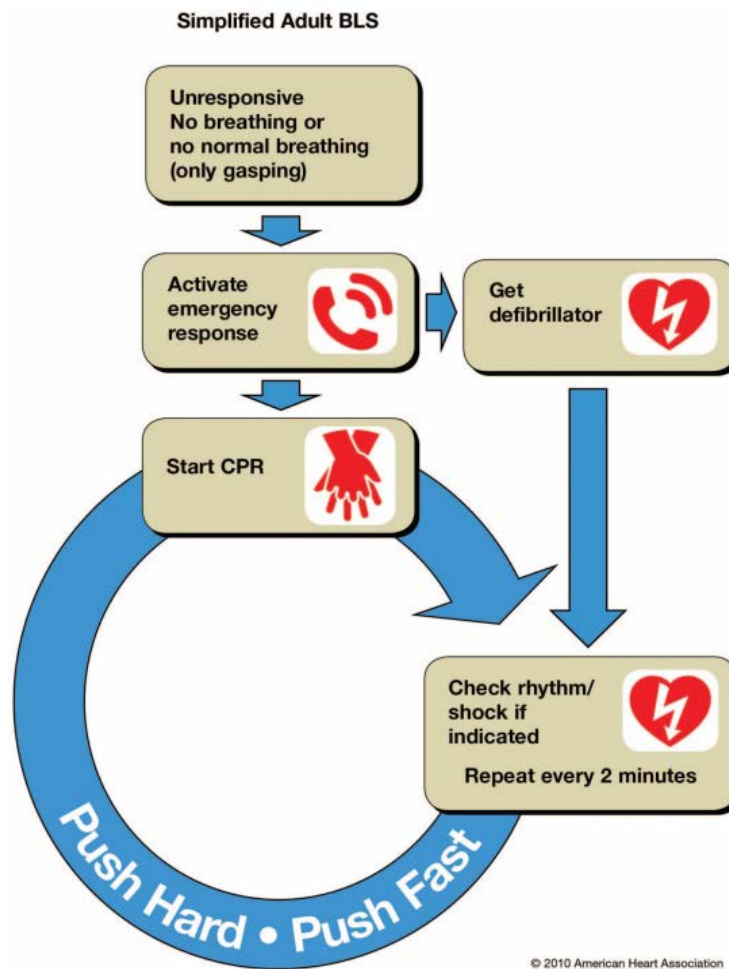 Simplified Adult BLS
Unresponsive
No breathing or
no normal breathing
(only gasping)
Activate
emergency
response
Get
defibrillator
Start CPR
Check rhythm/
shock if
indicated
Repeat every 2 minutes
Push Hard • Push Fast
© 2010 American Heart Association